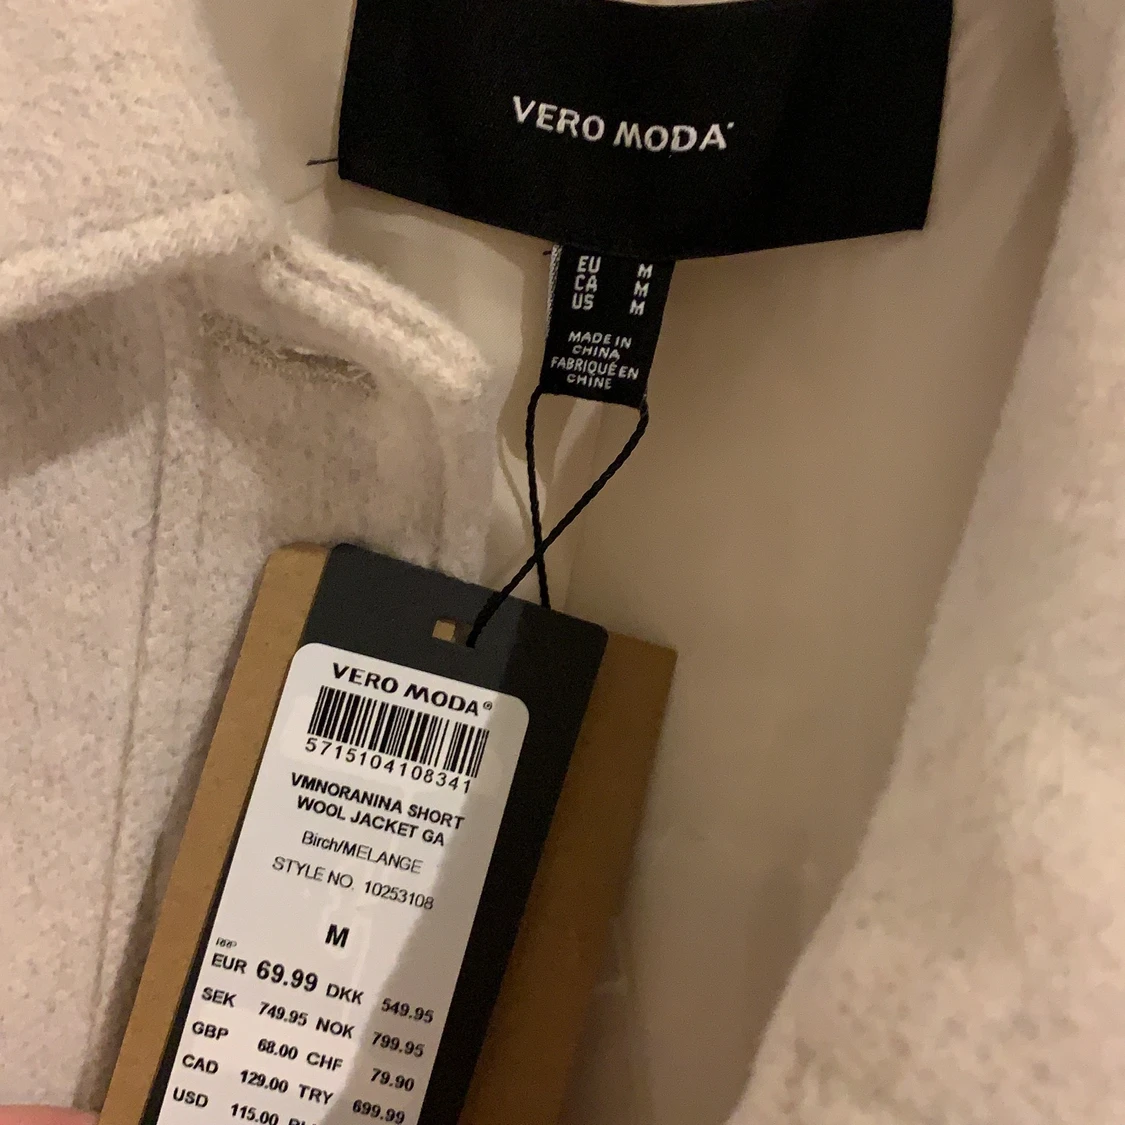 VERO MODA
EU M
CA M
US M
MADE IN
CHINA
FABRIQUÉ EN
CHINE
VERO MODA®
5715104108341
VMNORANINA SHORT
WOOL JACKET GA
Birch/MELANGE
STYLE NO. 10253108
M
RRP
EUR 69.99 DKK 549.95
SEK 749.95 NOK 799.95
GBP 68.00 CHF 79.90
CAD 129.00 TRY 699.99
USD 115.00